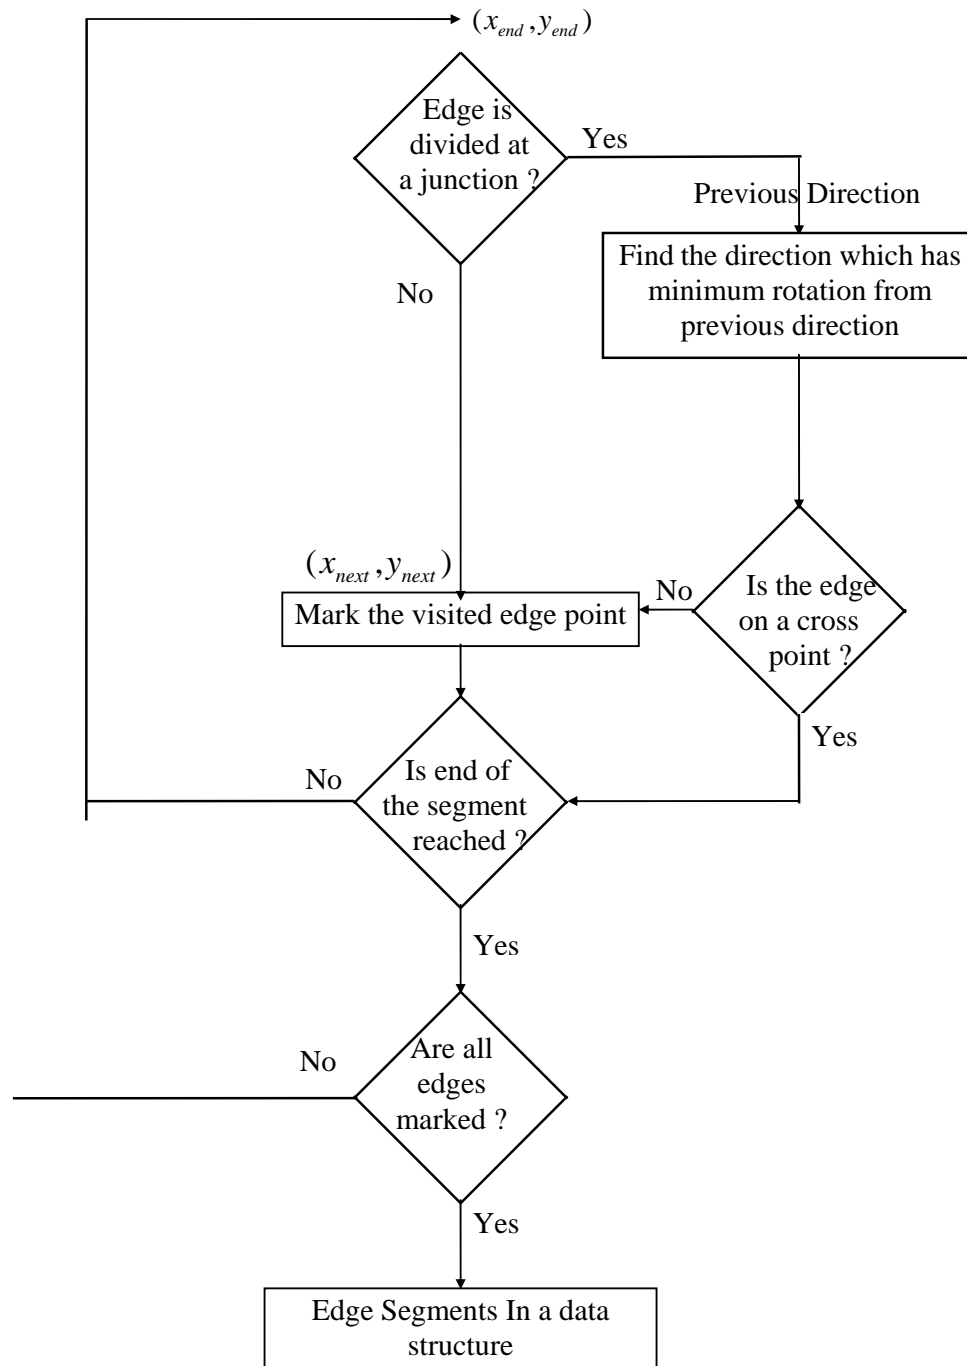 (x_end, y_end)
Edge is
divided at
a junction ?
Yes
Previous Direction
Find the direction which has
minimum rotation from
previous direction
No
(x_next, y_next)
Mark the visited edge point
No
Is the edge
on a cross
point ?
Yes
No
Is end of
the segment
reached ?
Yes
No
Are all
edges
marked ?
Yes
Edge Segments In a data
structure